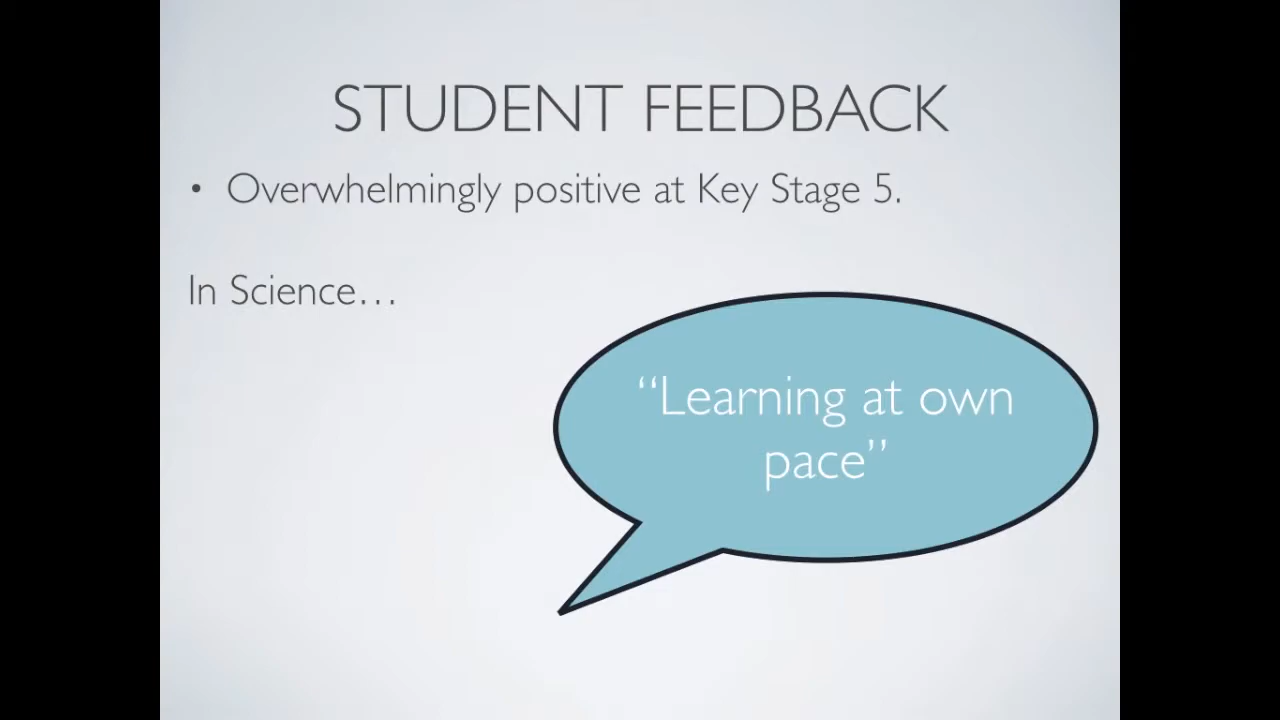 STUDENT FEEDBACK
• Overwhelmingly positive at Key Stage 5.
In Science…
“Learning at own
pace”